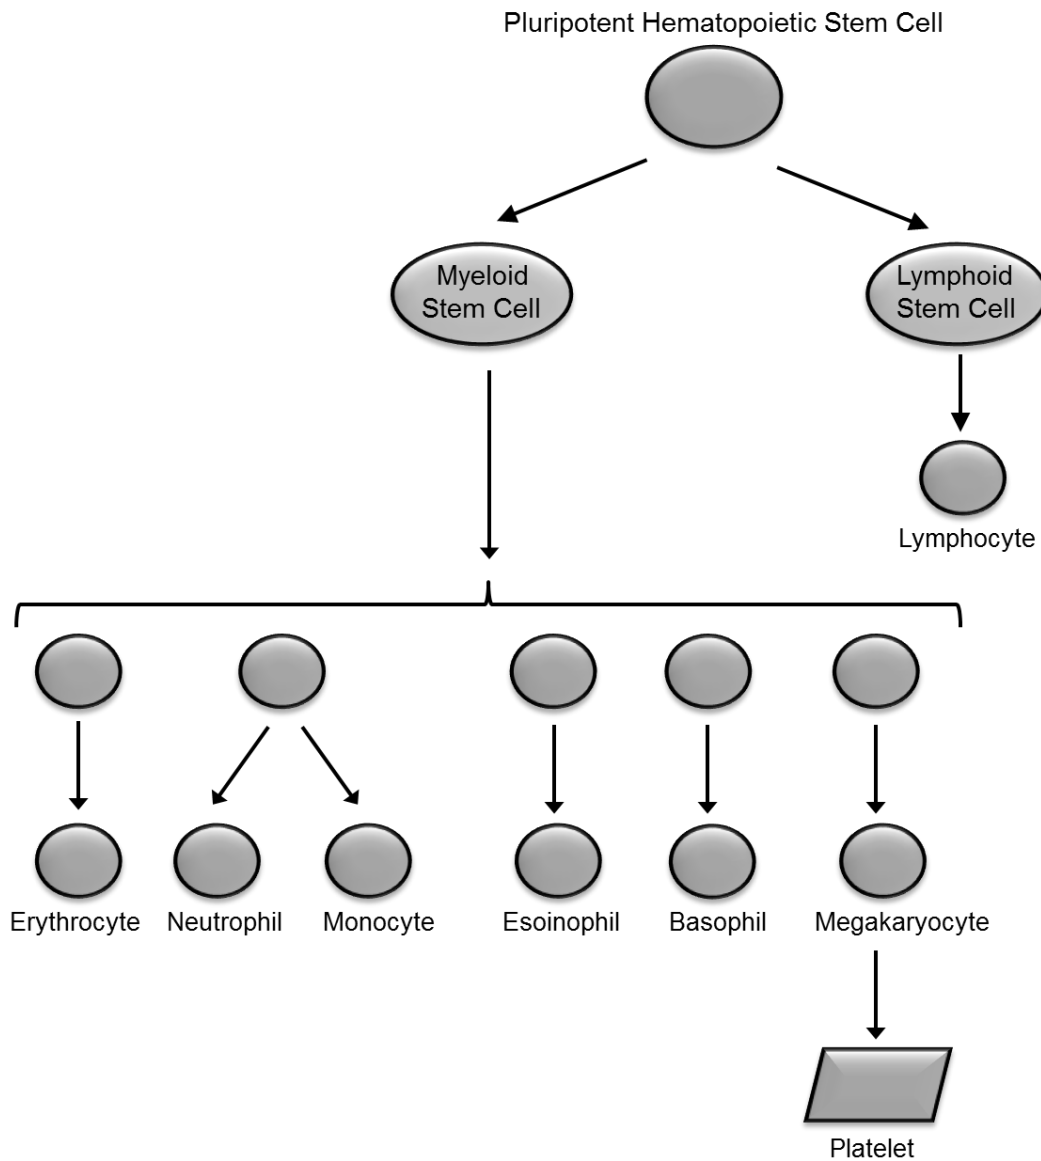 Pluripotent Hematopoietic Stem Cell
Myeloid
Stem Cell
Lymphoid
Stem Cell
Lymphocyte
Erythrocyte
Neutrophil
Monocyte
Esoinophil
Basophil
Megakaryocyte
Platelet